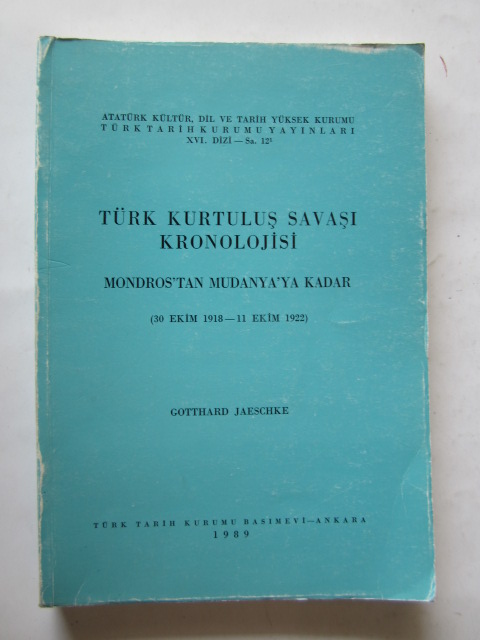 ATATÜRK KÜLTÜR, DİL VE TARİH YÜKSEK KURUMU
TÜRK TARİH KURUMU YAYINLARI
XVI. DİZİ — Sa. 12¹
TÜRK KURTULUŞ SAVAŞI
KRONOLOJİSİ
MONDROS'TAN MUDANYA'YA KADAR
(30 EKİM 1918 — 11 EKİM 1922)
GOTTHARD JAESCHKE
TÜRK TARİH KURUMU BASIMEVİ — ANKARA
1989